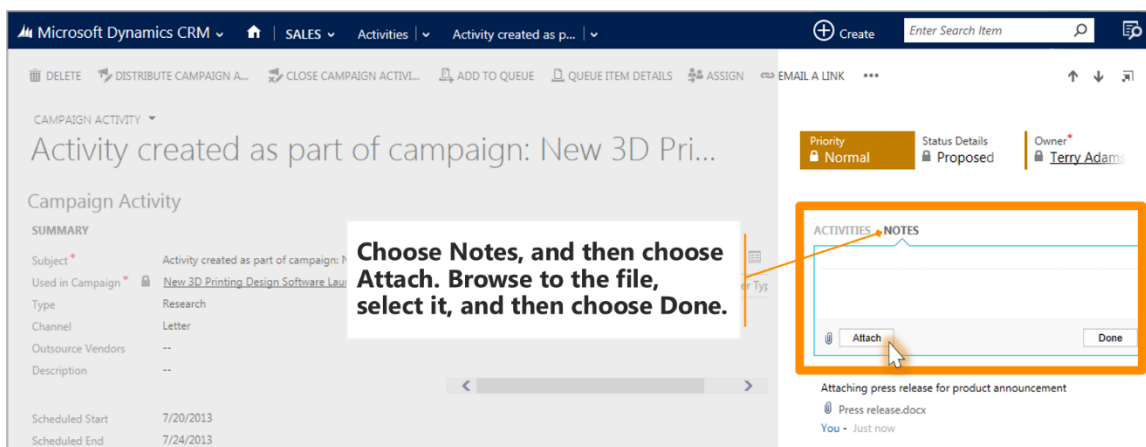 Microsoft Dynamics CRM SALES Activities Activity created as p... Create Enter Search Item
DELETE DISTRIBUTE CAMPAIGN A... CLOSE CAMPAIGN ACTIVI... ADD TO QUEUE QUEUE ITEM DETAILS ASSIGN EMAIL A LINK ...
CAMPAIGN ACTIVITY
Activity created as part of campaign: New 3D Pri...
Priority Status Details Owner*
Normal Proposed Terry Adams
Campaign Activity
SUMMARY
Subject* Activity created as part of campaign: N
Used in Campaign* New 3D Printing Design Software Lau
Type Research
Channel Letter
Outsource Vendors --
Description --
Scheduled Start 7/20/2013
Scheduled End 7/24/2013
Choose Notes, and then choose
Attach. Browse to the file,
select it, and then choose Done.
er Typ
ACTIVITIES NOTES
Attach Done
Attaching press release for product announcement
Press release.docx
You - Just now